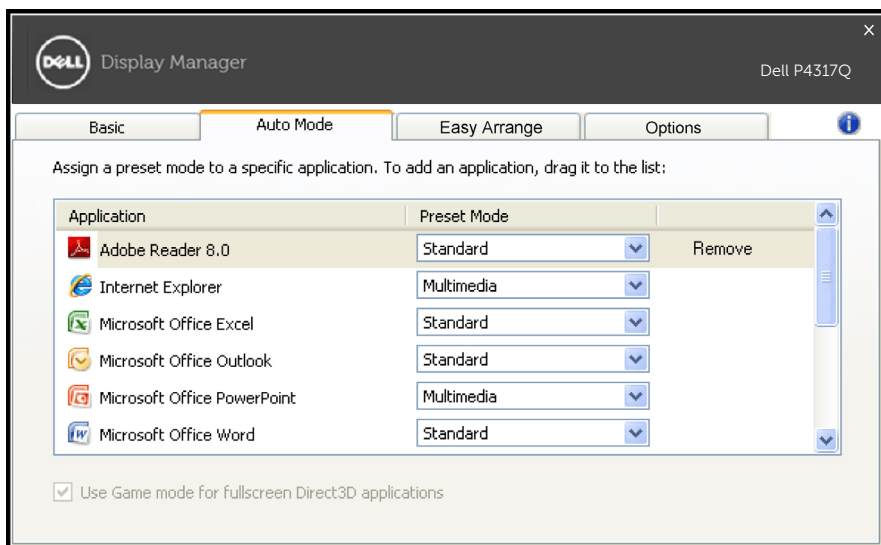 X
DELL Display Manager
Dell P4317Q
Basic Auto Mode Easy Arrange Options i
Assign a preset mode to a specific application. To add an application, drag it to the list:
Application Preset Mode
Adobe Reader 8.0 Standard Remove
Internet Explorer Multimedia
Microsoft Office Excel Standard
Microsoft Office Outlook Standard
Microsoft Office PowerPoint Multimedia
Microsoft Office Word Standard
Use Game mode for fullscreen Direct3D applications